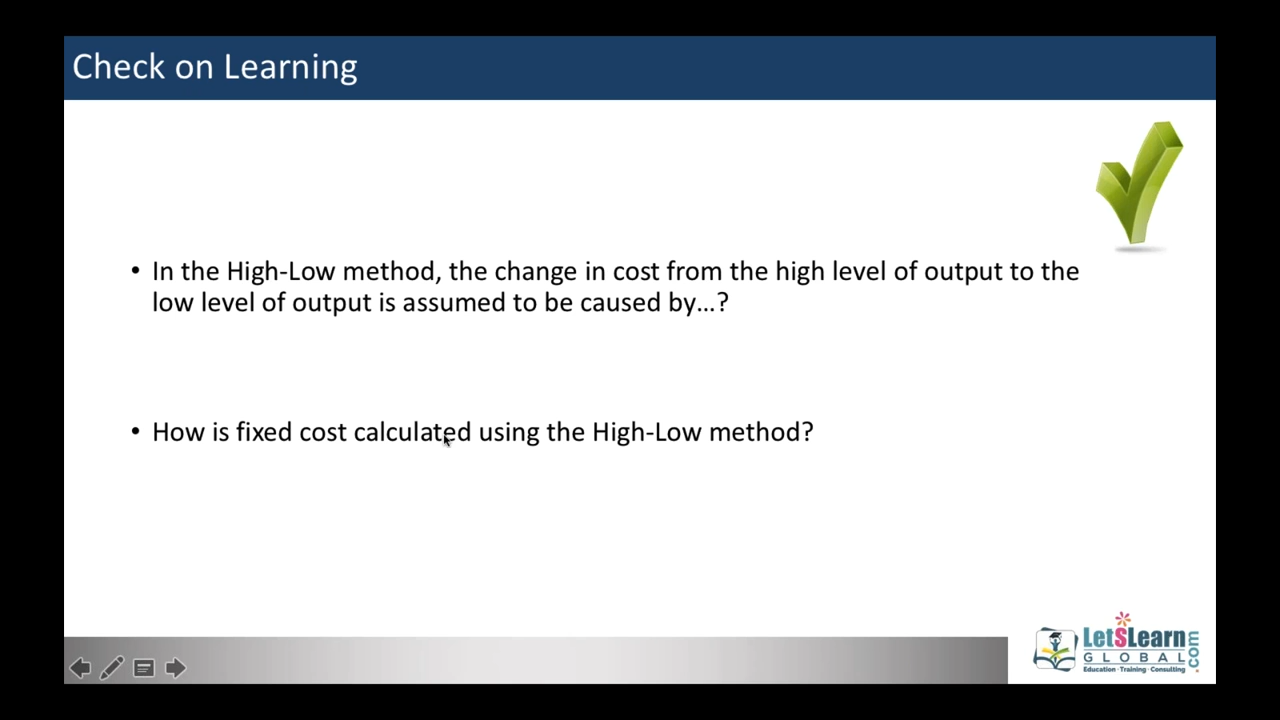 Check on Learning
• In the High-Low method, the change in cost from the high level of output to the
low level of output is assumed to be caused by...?
• How is fixed cost calculated using the High-Low method?
LetsLearn
.com
GLOBAL
Education · Training · Consulting